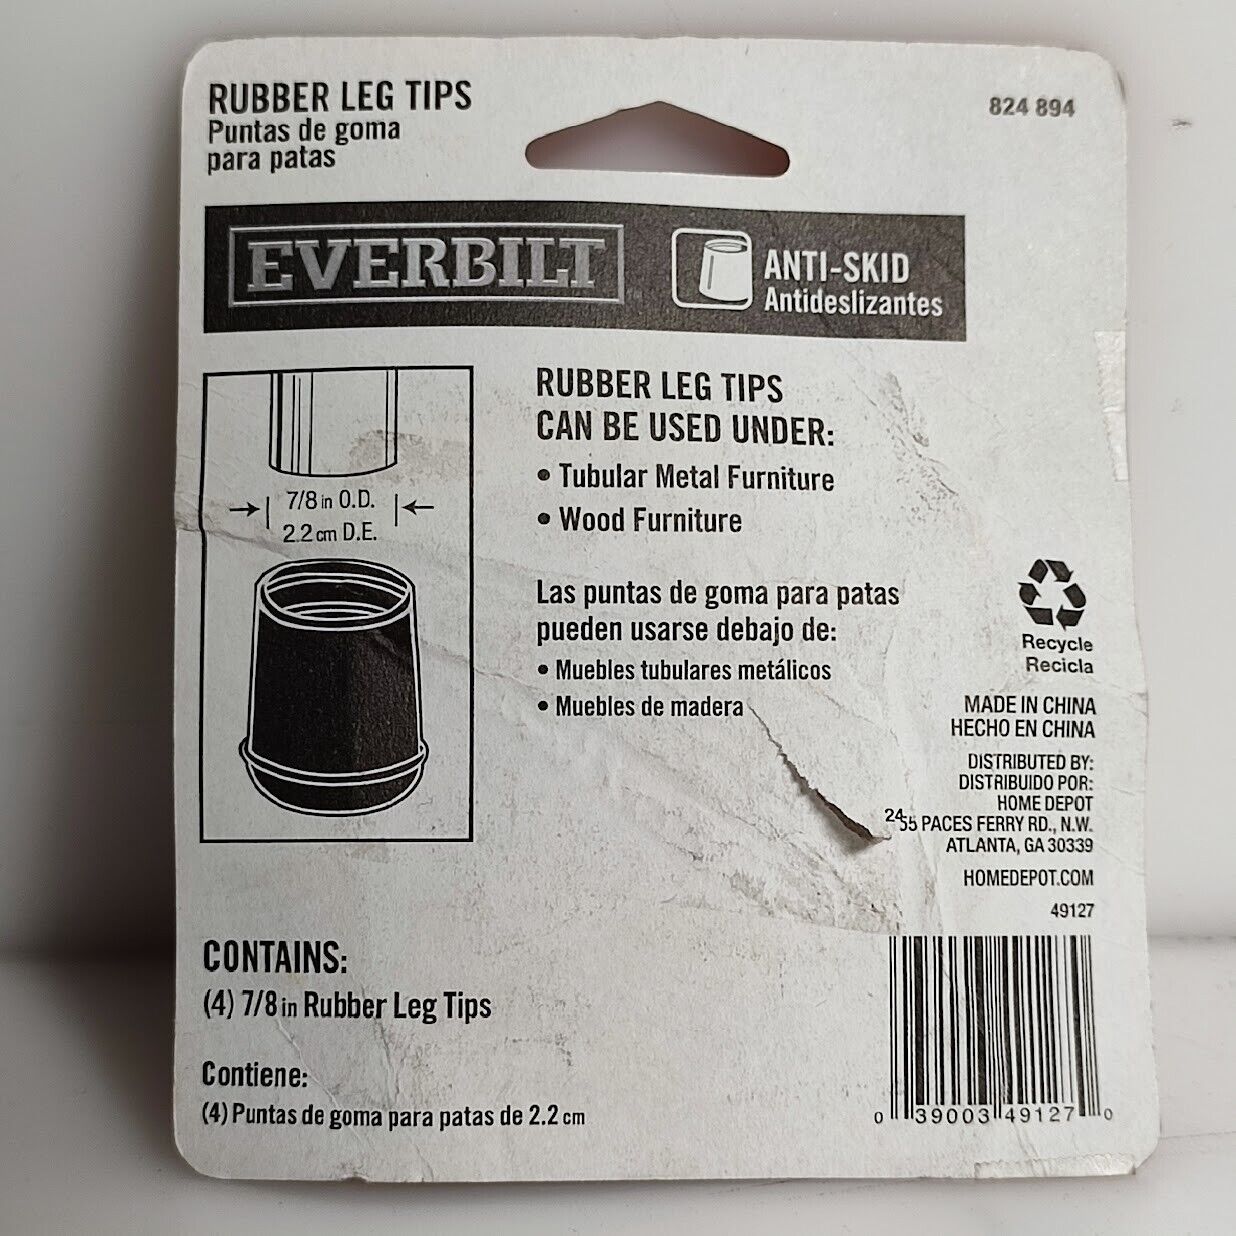 RUBBER LEG TIPS
Puntas de goma
para patas
824 894
EVERBILT
ANTI-SKID
Antideslizantes
7/8 in O.D.
2.2 cm D.E.
RUBBER LEG TIPS
CAN BE USED UNDER:
• Tubular Metal Furniture
• Wood Furniture
Las puntas de goma para patas
pueden usarse debajo de:
• Muebles tubulares metálicos
• Muebles de madera
Recycle
Recicla
MADE IN CHINA
HECHO EN CHINA
DISTRIBUTED BY:
DISTRIBUIDO POR:
HOME DEPOT
2455 PACES FERRY RD., N.W.
ATLANTA, GA 30339
HOMEDEPOT.COM
49127
CONTAINS:
(4) 7/8 in Rubber Leg Tips
Contiene:
(4) Puntas de goma para patas de 2.2 cm
0 39003 49127 0